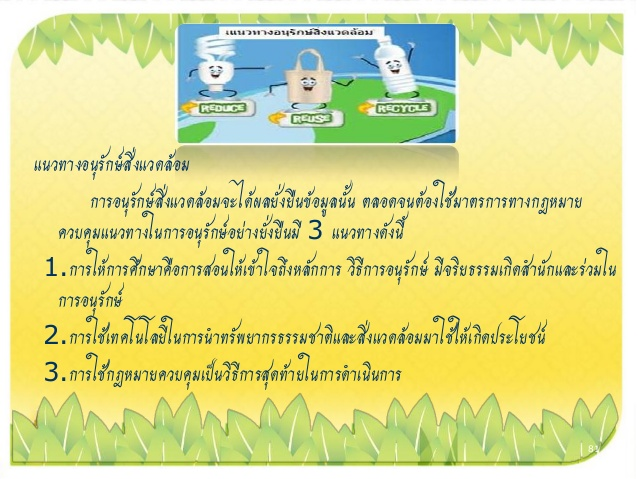 แนวทางอนุรักษ์สิ่งแวดล้อม
REDUCE
REUSE
RECYCLE
แนวทางอนุรักษ์สิ่งแวดล้อม
การอนุรักษ์สิ่งแวดล้อมจะได้ผลยั่งยืนข้อมูลนั้น ตลอดจนต้องใช้มาตรการทางกฎหมาย
ควบคุมแนวทางในการอนุรักษ์อย่างยั่งยืนมี 3 แนวทางดังนี้
1.การให้การศึกษาคือการสอนให้เข้าใจถึงหลักการ วิธีการอนุรักษ์ มีจริยธรรมเกิดสำนักและร่วมใน
การอนุรักษ์
2.การใช้เทคโนโลยีในการนำทรัพยากรธรรมชาติและสิ่งแวดล้อมมาใช้ให้เกิดประโยชน์
3.การใช้กฎหมายควบคุมเป็นวิธีการสุดท้ายในการดำเนินการ